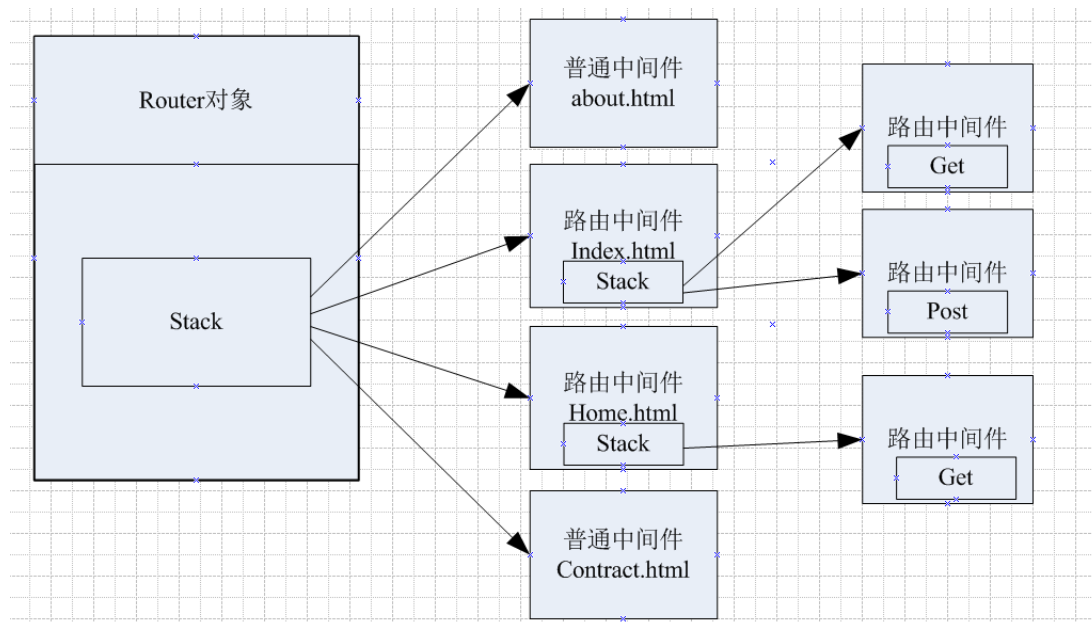 Router对象
Stack
普通中间件
about.html
路由中间件
Index.html
Stack
路由中间件
Home.html
Stack
普通中间件
Contract.html
路由中间件
Get
路由中间件
Post
路由中间件
Get